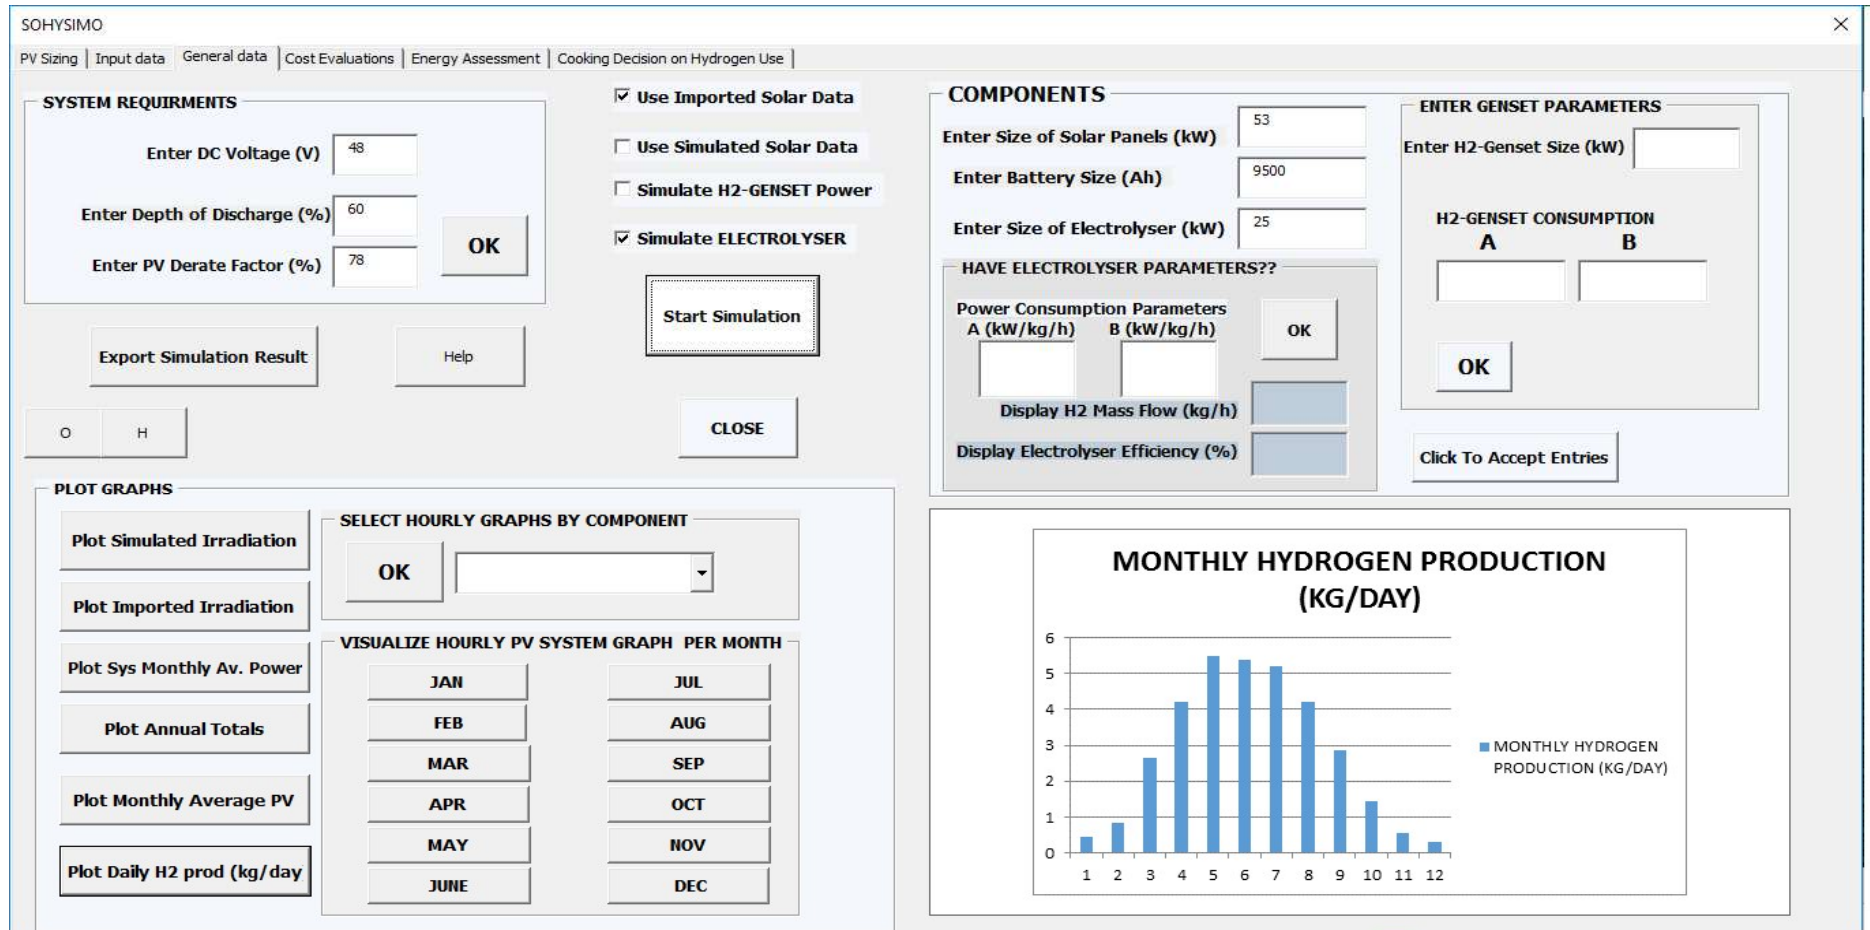 SOHYSIMO
PV Sizing
Input data
General data
Cost Evaluations
Energy Assessment
Cooking Decision on Hydrogen Use
SYSTEM REQUIRMENTS
Enter DC Voltage (V)
48
Enter Depth of Discharge (%)
60
Enter PV Derate Factor (%)
78
OK
Export Simulation Result
Help
O
H
Use Imported Solar Data
Use Simulated Solar Data
Simulate H2-GENSET Power
Simulate ELECTROLYSER
Start Simulation
CLOSE
COMPONENTS
Enter Size of Solar Panels (kW)
53
Enter Battery Size (Ah)
9500
Enter Size of Electrolyser (kW)
25
HAVE ELECTROLYSER PARAMETERS??
Power Consumption Parameters
A (kW/kg/h)
B (kW/kg/h)
OK
Display H2 Mass Flow (kg/h)
Display Electrolyser Efficiency (%)
ENTER GENSET PARAMETERS
Enter H2-Genset Size (kW)
H2-GENSET CONSUMPTION
A
B
OK
Click To Accept Entries
PLOT GRAPHS
Plot Simulated Irradiation
Plot Imported Irradiation
Plot Sys Monthly Av. Power
Plot Annual Totals
Plot Monthly Average PV
Plot Daily H2 prod (kg/day
SELECT HOURLY GRAPHS BY COMPONENT
OK
VISUALIZE HOURLY PV SYSTEM GRAPH PER MONTH
JAN
JUL
FEB
AUG
MAR
SEP
APR
OCT
MAY
NOV
JUNE
DEC
MONTHLY HYDROGEN PRODUCTION
(KG/DAY)
6
5
4
3
2
1
0
1 2 3 4 5 6 7 8 9 10 11 12
MONTHLY HYDROGEN
PRODUCTION (KG/DAY)